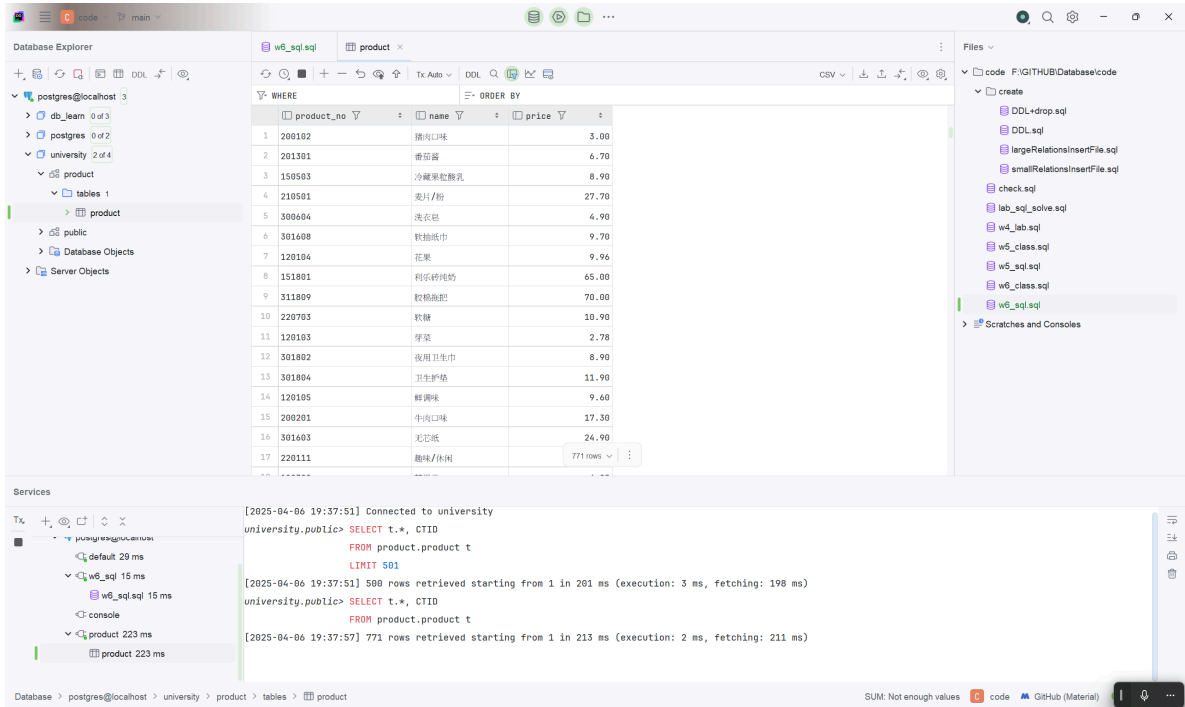 C code main
Database Explorer
DDL
postgres@localhost 3
db_learn 0 of 3
postgres 0 of 2
university 2 of 4
product
tables 1
product
public
Database Objects
Server Objects
w6_sql.sql product
Tx: Auto DDL CSV
WHERE ORDER BY
product_no name price
1 200102 猪肉口味 3.00
2 201301 番茄酱 6.70
3 150503 冷藏果粒酸乳 8.90
4 210501 麦片/粉 27.70
5 300604 洗衣皂 4.90
6 301608 软抽纸巾 9.70
7 120104 花果 9.96
8 151801 利乐砖纯奶 65.00
9 311809 胶棉拖把 70.00
10 220703 软糖 10.90
11 120103 芽菜 2.78
12 301802 夜用卫生巾 8.90
13 301804 卫生护垫 11.90
14 120105 鲜调味 9.60
15 200201 牛肉口味 17.30
16 301603 无芯纸 24.90
17 220111 趣味/休闲
771 rows
Files
code F:\GITHUB\Database\code
create
DDL+drop.sql
DDL.sql
largeRelationsInsertFile.sql
smallRelationsInsertFile.sql
check.sql
lab_sql_solve.sql
w4_lab.sql
w5_class.sql
w5_sql.sql
w6_class.sql
w6_sql.sql
Scratches and Consoles
Services
Tx
postgres@localhost
default 29 ms
w6_sql 15 ms
w6_sql.sql 15 ms
console
product 223 ms
product 223 ms
[2025-04-06 19:37:51] Connected to university
university.public> SELECT t.*, CTID
FROM product.product t
LIMIT 501
[2025-04-06 19:37:51] 500 rows retrieved starting from 1 in 201 ms (execution: 3 ms, fetching: 198 ms)
university.public> SELECT t.*, CTID
FROM product.product t
[2025-04-06 19:37:57] 771 rows retrieved starting from 1 in 213 ms (execution: 2 ms, fetching: 211 ms)
Database > postgres@localhost > university > product > tables > product
SUM: Not enough values C code GitHub (Material)